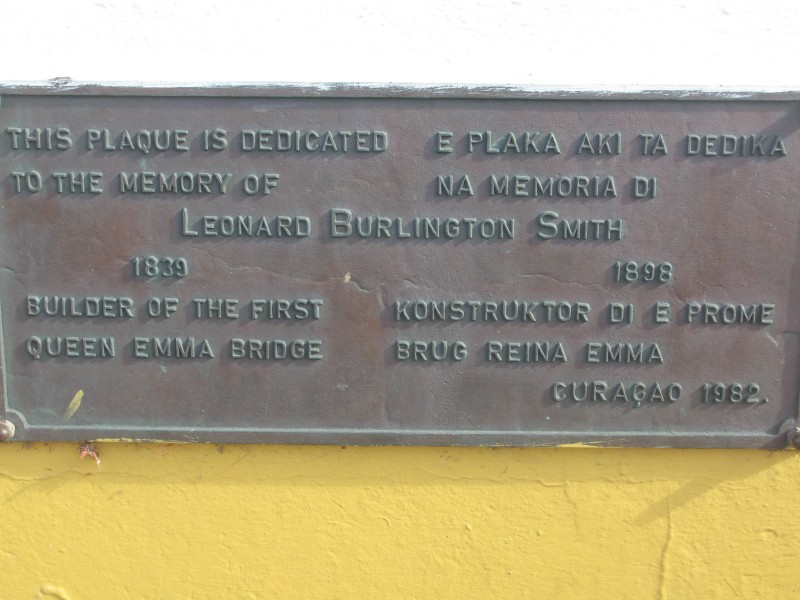 THIS PLAQUE IS DEDICATED
TO THE MEMORY OF
E PLAKA AKI TA DEDIKA
NA MEMORIA DI
LEONARD BURLINGTON SMITH
1839 1898
BUILDER OF THE FIRST
QUEEN EMMA BRIDGE
KONSTRUKTOR DI E PROME
BRUG REINA EMMA
CURAÇAO 1982.